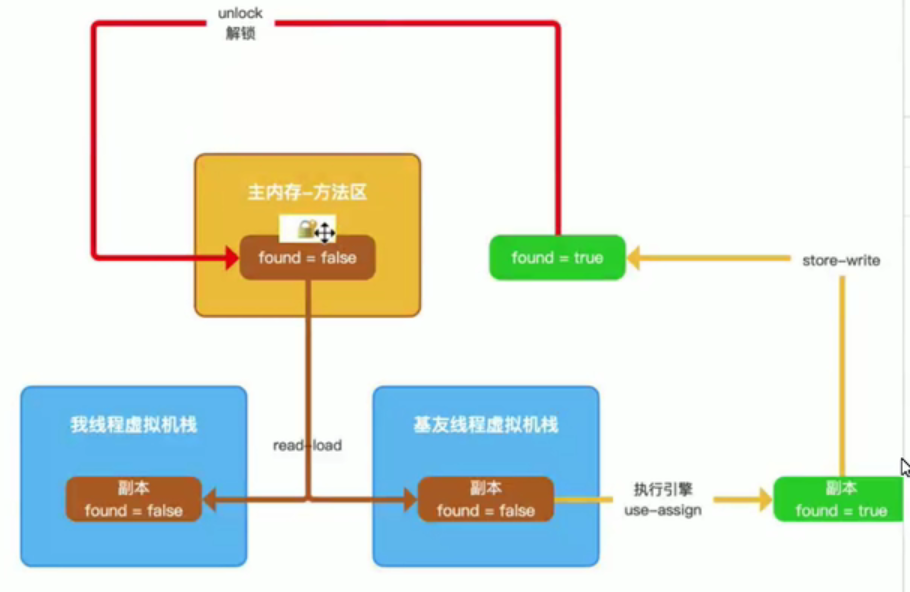 unlock
解锁
主内存-方法区
found = false
found = true
store-write
我线程虚拟机栈
基友线程虚拟机栈
read-load
副本
found = false
副本
found = false
执行引擎
use-assign
副本
found = true